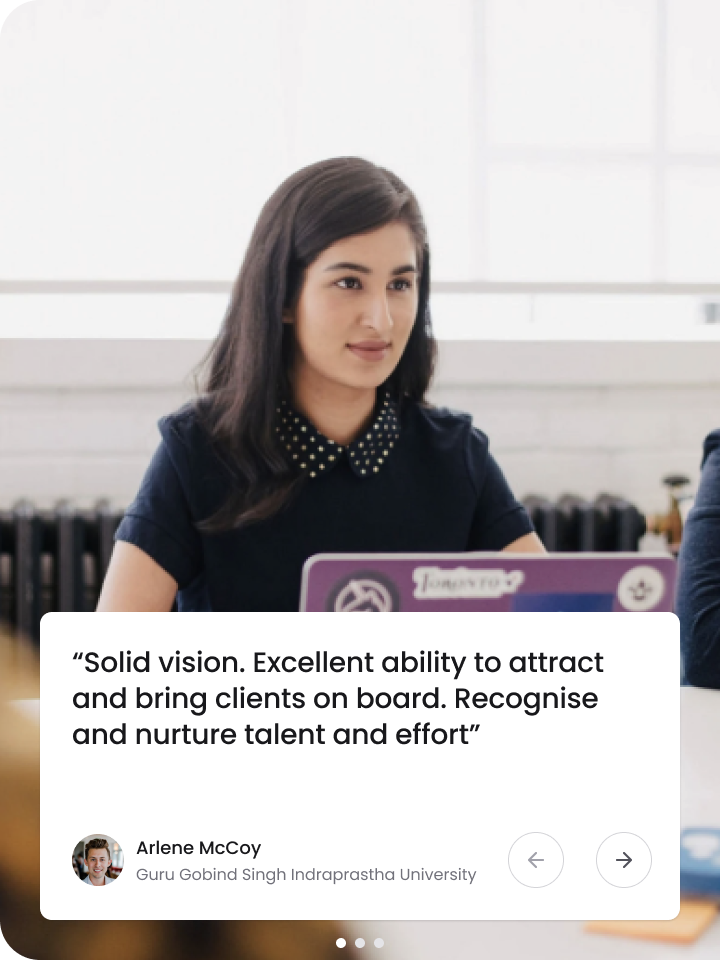 TORONTO
“Solid vision. Excellent ability to attract
and bring clients on board. Recognise
and nurture talent and effort”
Arlene McCoy
Guru Gobind Singh Indraprastha University